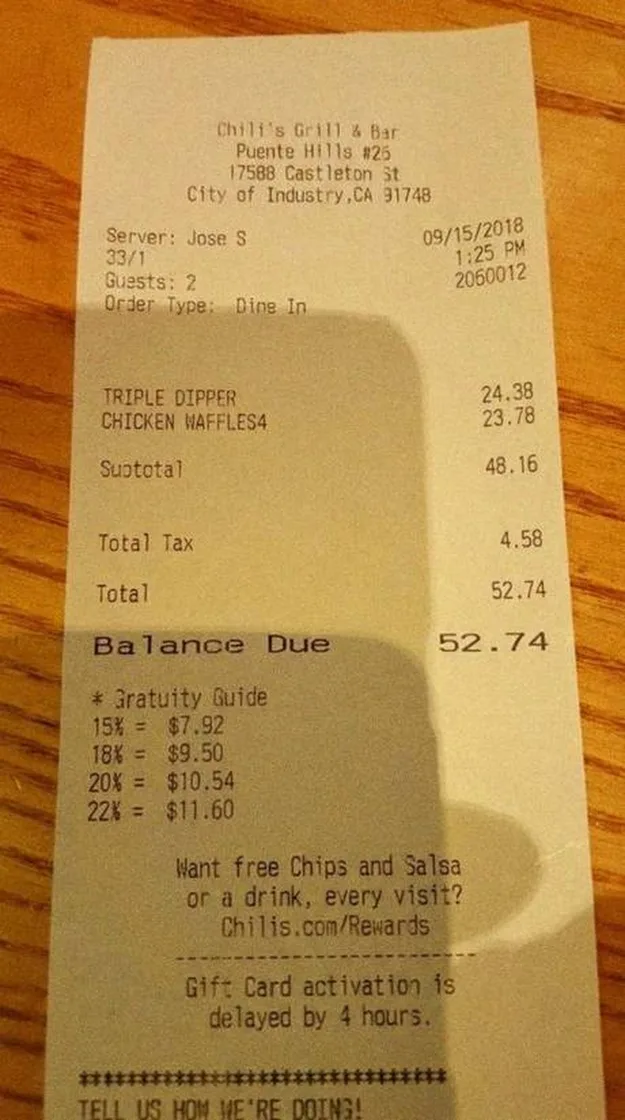 Chili's Grill & Bar
Puente Hills #26
17588 Castleton St
City of Industry,CA 91748
Server: Jose S 09/15/2018
33/1 1:25 PM
Guests: 2 2060012
Order Type: Dine In
TRIPLE DIPPER 24.38
CHICKEN WAFFLES4 23.78
Subtotal 48.16
Total Tax 4.58
Total 52.74
Balance Due 52.74
* Gratuity Guide
15% = $7.92
18% = $9.50
20% = $10.54
22% = $11.60
Want free Chips and Salsa
or a drink, every visit?
Chilis.com/Rewards
-------------------------
Gift Card activation is
delayed by 4 hours.
***********************************
TELL US HOW WE'RE DOING!